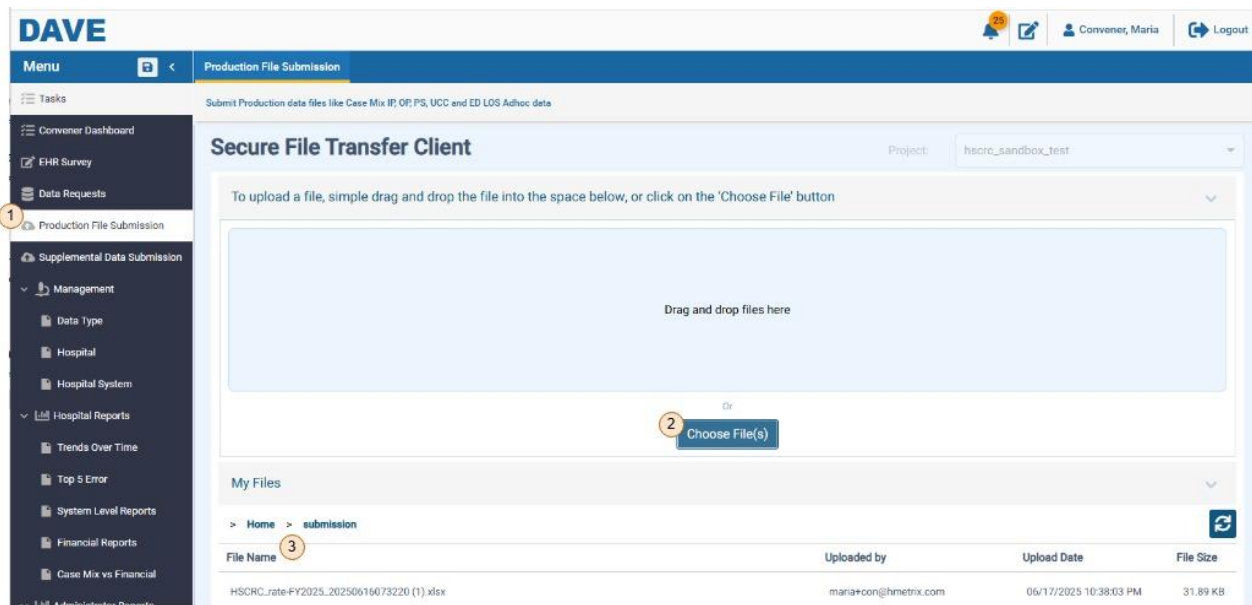 DAVE
25
Convener, Maria
Logout
Menu
Production File Submission
Tasks
Submit Production data files like Case Mix IP, OP, PS, UCC and ED LOS Adhoc data
Convener Dashboard
Secure File Transfer Client
Project:
hscrc_sandbox_test
EHR Survey
Data Requests
To upload a file, simple drag and drop the file into the space below, or click on the 'Choose File' button
1
Production File Submission
Supplemental Data Submission
Management
Data Type
Drag and drop files here
Hospital
Hospital System
Or
Hospital Reports
2
Choose File(s)
Trends Over Time
Top 5 Error
My Files
System Level Reports
> Home > submission
Financial Reports
3
File Name
Uploaded by
Upload Date
File Size
Case Mix vs Financial
HSCRC_rate-FY2025_20250616073220 (1).xlsx
maria+con@hmetrix.com
06/17/2025 10:38:03 PM
31.89 KB
Administrator Reports